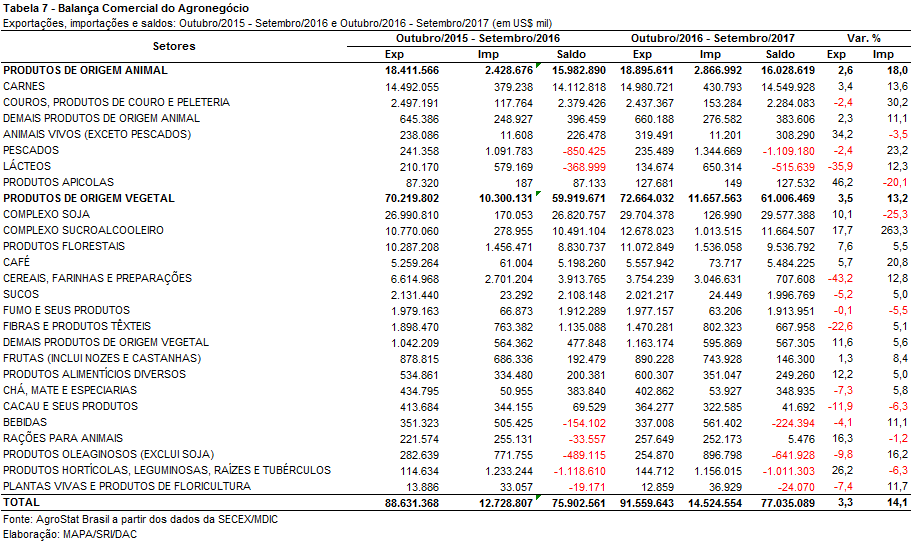 Tabela 7 - Balança Comercial do Agronegócio
Exportações, importações e saldos: Outubro/2015 - Setembro/2016 e Outubro/2016 - Setembro/2017 (em US$ mil)
Setores Outubro/2015 - Setembro/2016 Outubro/2016 - Setembro/2017 Var. %
Exp Imp Saldo Exp Imp Saldo Exp Imp
PRODUTOS DE ORIGEM ANIMAL 18.411.566 2.428.676 15.982.890 18.895.611 2.866.992 16.028.619 2,6 18,0
CARNES 14.492.055 379.238 14.112.818 14.980.721 430.793 14.549.928 3,4 13,6
COUROS, PRODUTOS DE COURO E PELETERIA 2.497.191 117.764 2.379.426 2.437.367 153.284 2.284.083 -2,4 30,2
DEMAIS PRODUTOS DE ORIGEM ANIMAL 645.386 248.927 396.459 660.188 276.582 383.606 2,3 11,1
ANIMAIS VIVOS (EXCETO PESCADOS) 238.086 11.608 226.478 319.491 11.201 308.290 34,2 -3,5
PESCADOS 241.358 1.091.783 -850.425 235.489 1.344.669 -1.109.180 -2,4 23,2
LÁCTEOS 210.170 579.169 -368.999 134.674 650.314 -515.639 -35,9 12,3
PRODUTOS APICOLAS 87.320 187 87.133 127.681 149 127.532 46,2 -20,1
PRODUTOS DE ORIGEM VEGETAL 70.219.802 10.300.131 59.919.671 72.664.032 11.657.563 61.006.469 3,5 13,2
COMPLEXO SOJA 26.990.810 170.053 26.820.757 29.704.378 126.990 29.577.388 10,1 -25,3
COMPLEXO SUCROALCOOLEIRO 10.770.060 278.955 10.491.104 12.678.023 1.013.515 11.664.507 17,7 263,3
PRODUTOS FLORESTAIS 10.287.208 1.456.471 8.830.737 11.072.849 1.536.058 9.536.792 7,6 5,5
CAFÉ 5.259.264 61.004 5.198.260 5.557.942 73.717 5.484.225 5,7 20,8
CEREAIS, FARINHAS E PREPARAÇÕES 6.614.968 2.701.204 3.913.765 3.754.239 3.046.631 707.608 -43,2 12,8
SUCOS 2.131.440 23.292 2.108.148 2.021.217 24.449 1.996.769 -5,2 5,0
FUMO E SEUS PRODUTOS 1.979.163 66.873 1.912.289 1.977.157 63.206 1.913.951 -0,1 -5,5
FIBRAS E PRODUTOS TÊXTEIS 1.898.470 763.382 1.135.088 1.470.281 802.323 667.958 -22,6 5,1
DEMAIS PRODUTOS DE ORIGEM VEGETAL 1.042.209 564.362 477.848 1.163.174 595.869 567.305 11,6 5,6
FRUTAS (INCLUI NOZES E CASTANHAS) 878.815 686.336 192.479 890.228 743.928 146.300 1,3 8,4
PRODUTOS ALIMENTÍCIOS DIVERSOS 534.861 334.480 200.381 600.307 351.047 249.260 12,2 5,0
CHÁ, MATE E ESPECIARIAS 434.795 50.955 383.840 402.862 53.927 348.935 -7,3 5,8
CACAU E SEUS PRODUTOS 413.684 344.155 69.529 364.277 322.585 41.692 -11,9 -6,3
BEBIDAS 351.323 505.425 -154.102 337.008 561.402 -224.394 -4,1 11,1
RAÇÕES PARA ANIMAIS 221.574 255.131 -33.557 257.649 252.173 5.476 16,3 -1,2
PRODUTOS OLEAGINOSOS (EXCLUI SOJA) 282.639 771.755 -489.115 254.870 896.798 -641.928 -9,8 16,2
PRODUTOS HORTÍCOLAS, LEGUMINOSAS, RAÍZES E TUBÉRCULOS 114.634 1.233.244 -1.118.610 144.712 1.156.015 -1.011.303 26,2 -6,3
PLANTAS VIVAS E PRODUTOS DE FLORICULTURA 13.886 33.057 -19.171 12.859 36.929 -24.070 -7,4 11,7
TOTAL 88.631.368 12.728.807 75.902.561 91.559.643 14.524.554 77.035.089 3,3 14,1
Fonte: AgroStat Brasil a partir dos dados da SECEX/MDIC
Elaboração: MAPA/SRI/DAC